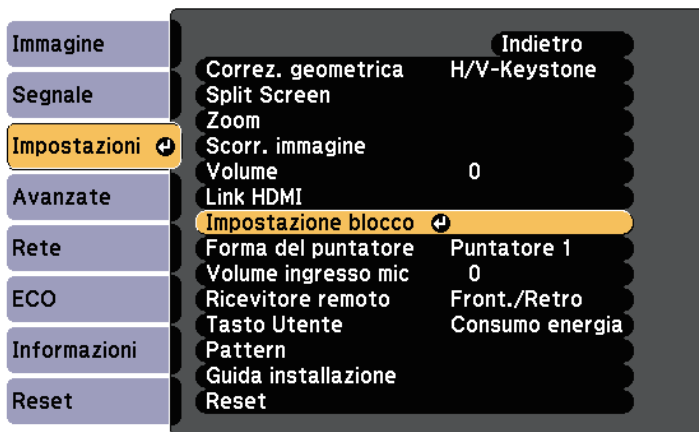 Immagine
Segnale
Impostazioni
Avanzate
Rete
ECO
Informazioni
Reset
Indietro
Correz. geometrica H/V-Keystone
Split Screen
Zoom
Scorr. immagine
Volume 0
Link HDMI
Impostazione blocco
Forma del puntatore Puntatore 1
Volume ingresso mic 0
Ricevitore remoto Front./Retro
Tasto Utente Consumo energia
Pattern
Guida installazione
Reset